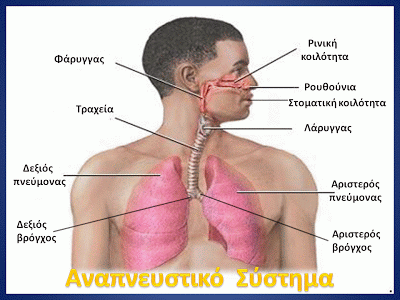 Φάρυγγας
Ρινική
κοιλότητα
Ρουθούνια
Στοματική κοιλότητα
Τραχεία
Λάρυγγας
Δεξιός
πνεύμονας
Αριστερός
πνεύμονας
Δεξιός
βρόγχος
Αριστερός
βρόγχος
Αναπνευστικό Σύστημα